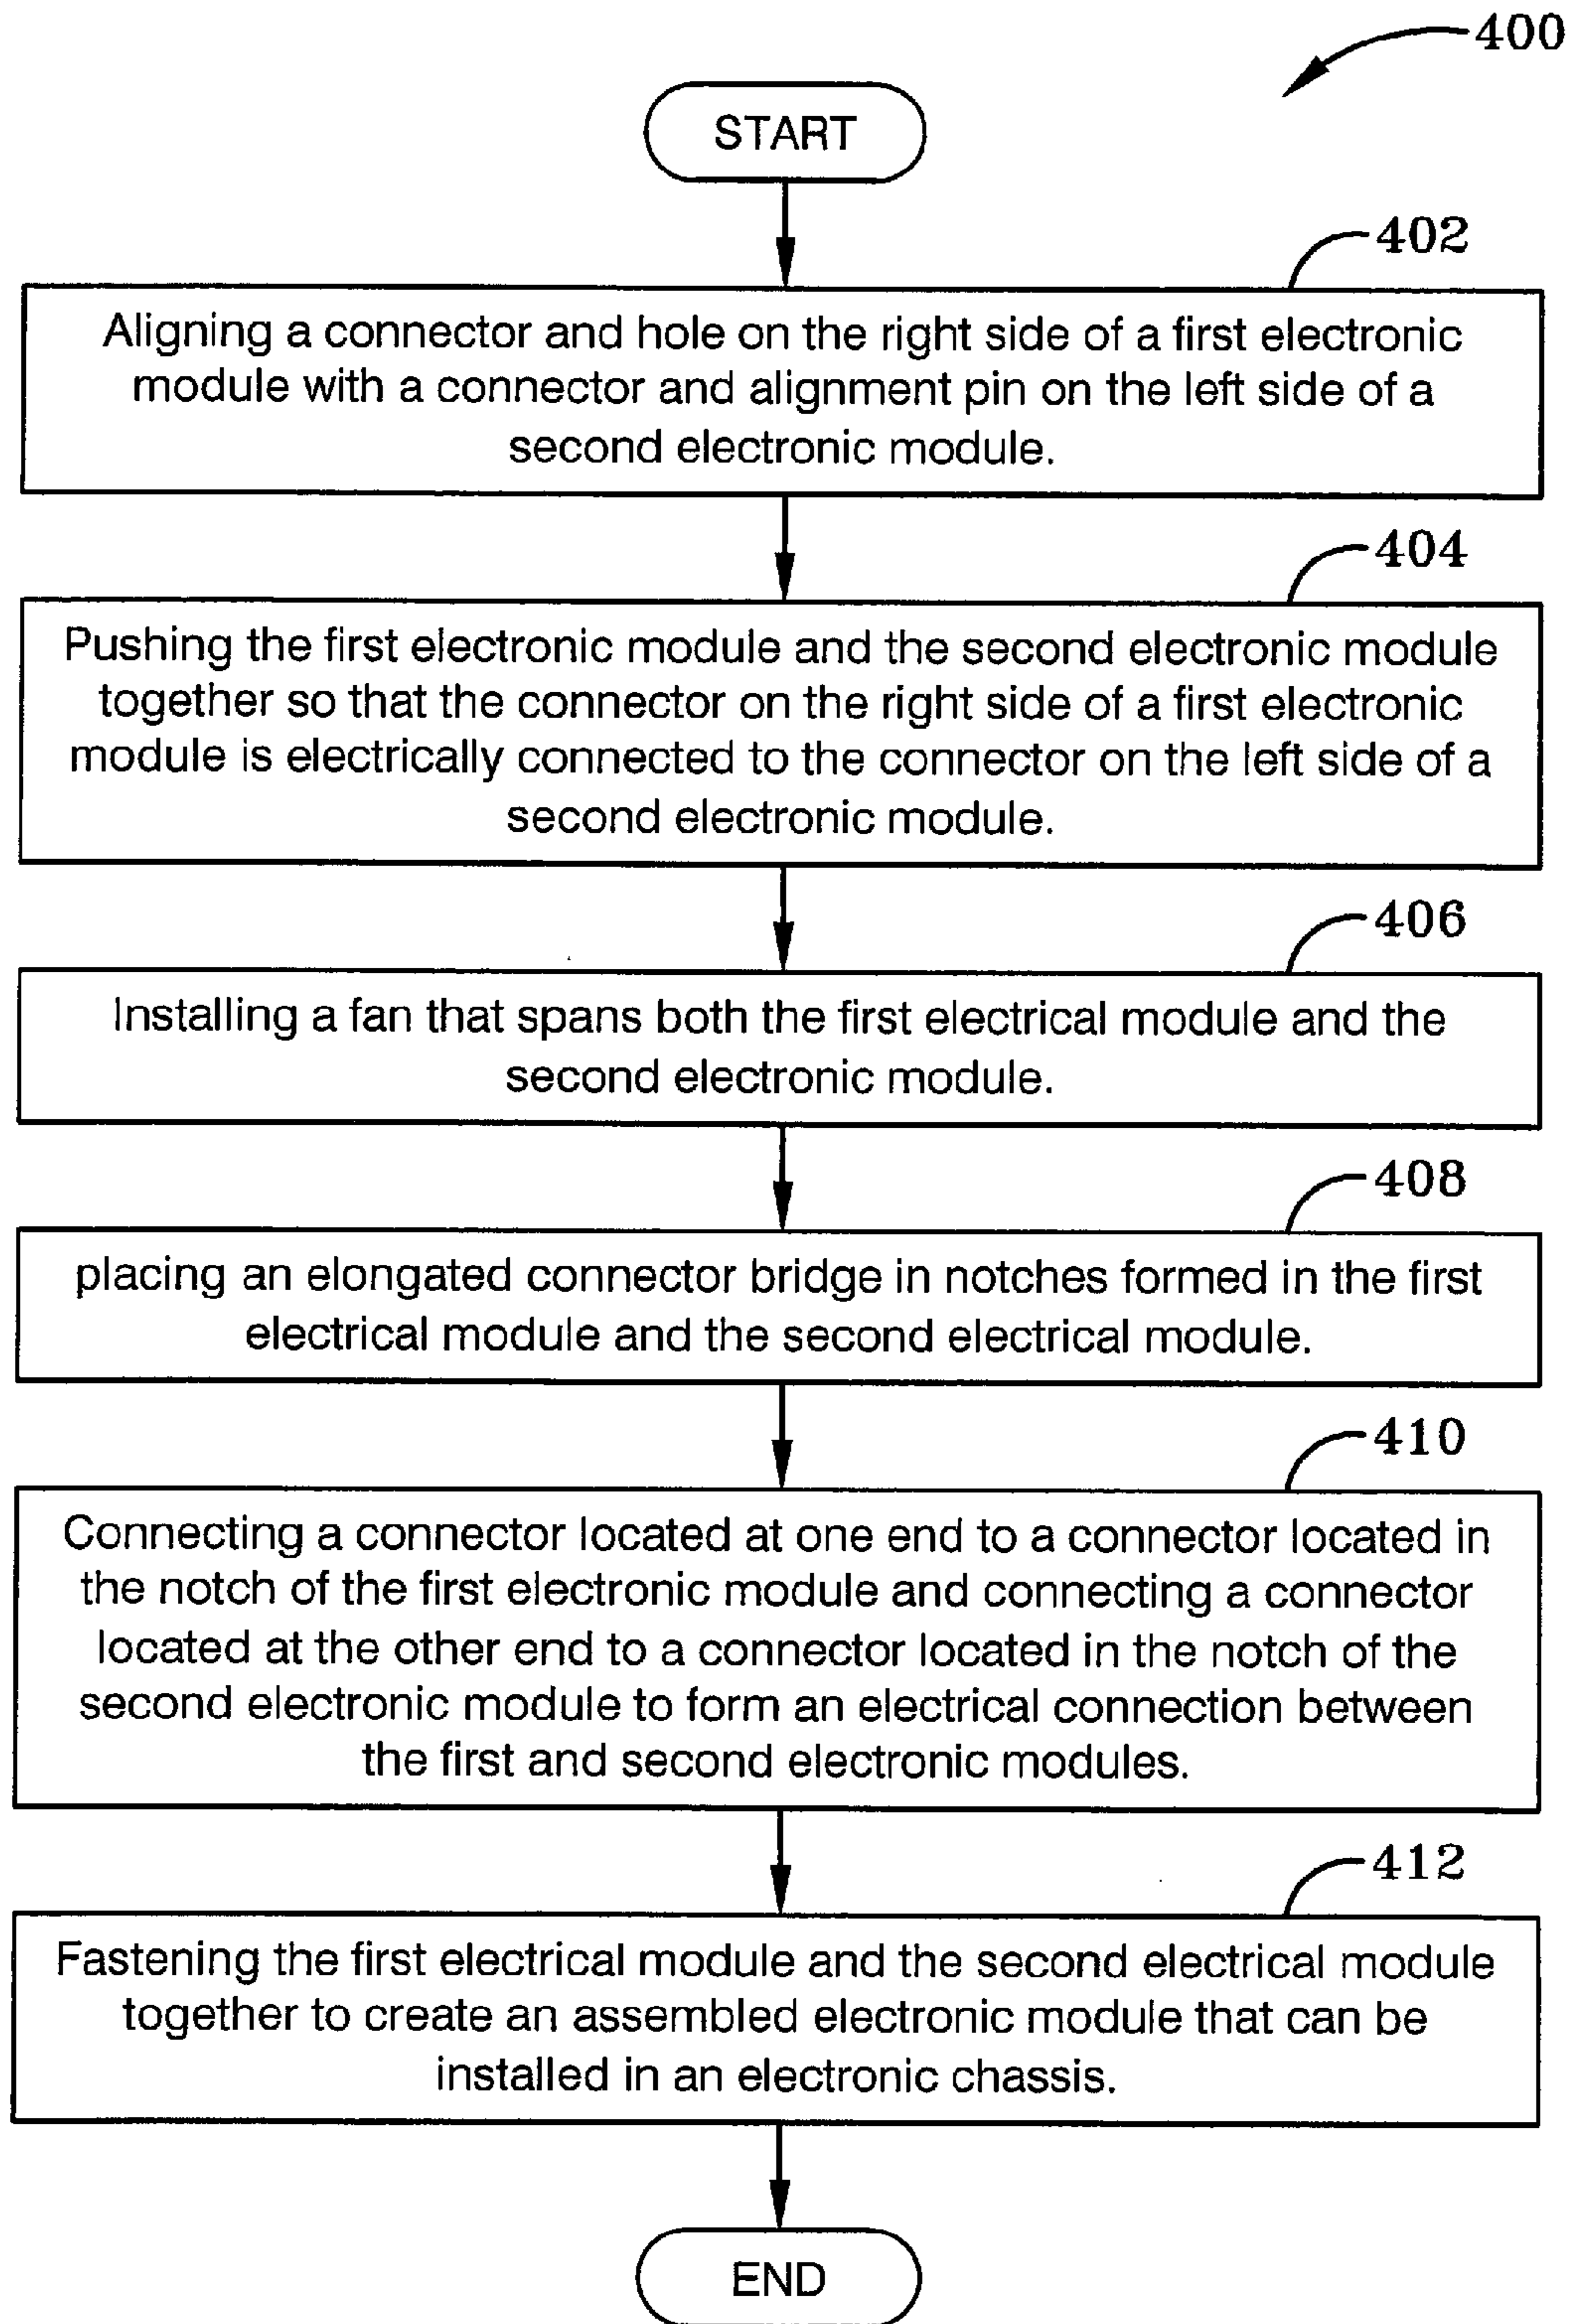 400
START
402
Aligning a connector and hole on the right side of a first electronic
module with a connector and alignment pin on the left side of a
second electronic module.
404
Pushing the first electronic module and the second electronic module
together so that the connector on the right side of a first electronic
module is electrically connected to the connector on the left side of a
second electronic module.
406
Installing a fan that spans both the first electrical module and the
second electronic module.
408
placing an elongated connector bridge in notches formed in the first
electrical module and the second electrical module.
410
Connecting a connector located at one end to a connector located in
the notch of the first electronic module and connecting a connector
located at the other end to a connector located in the notch of the
second electronic module to form an electrical connection between
the first and second electronic modules.
412
Fastening the first electrical module and the second electrical module
together to create an assembled electronic module that can be
installed in an electronic chassis.
END